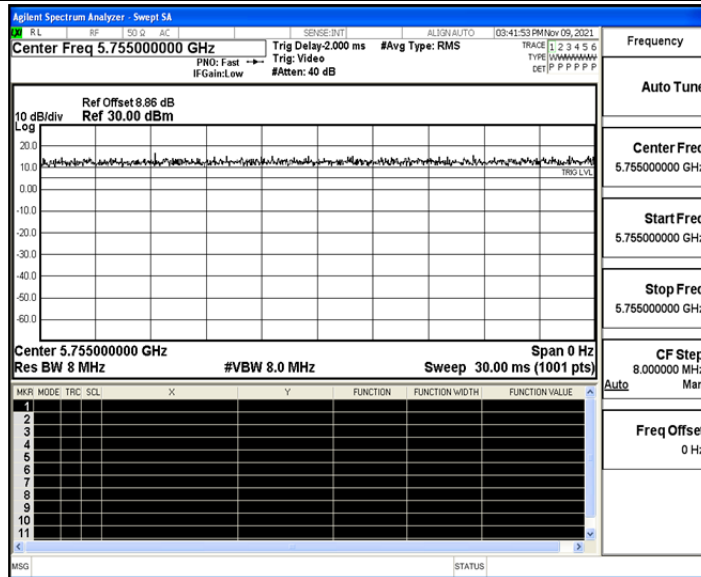 Agilent Spectrum Analyzer - Swept SA
RL RF 50 Ω AC SENSE:INT ALIGN AUTO 03:41:53 PM Nov 09, 2021
Center Freq 5.755000000 GHz
PNO: Fast
IFGain:Low
Trig Delay-2.000 ms
Trig: Video
#Atten: 40 dB
#Avg Type: RMS
TRACE 1 2 3 4 5 6
TYPE WWWWWW
DET P P P P P P
Ref Offset 8.86 dB
10 dB/div Ref 30.00 dBm
Log
20.0
10.0
TRIG LVL
0.00
-10.0
-20.0
-30.0
-40.0
-50.0
-60.0
Center 5.755000000 GHz Span 0 Hz
Res BW 8 MHz #VBW 8.0 MHz Sweep 30.00 ms (1001 pts)
MKR MODE TRC SCL X Y FUNCTION FUNCTION WIDTH FUNCTION VALUE
1
2
3
4
5
6
7
8
9
10
11
MSG STATUS
Frequency
Auto Tune
Center Freq
5.755000000 GHz
Start Freq
5.755000000 GHz
Stop Freq
5.755000000 GHz
CF Step
8.000000 MHz
Auto Man
Freq Offset
0 Hz